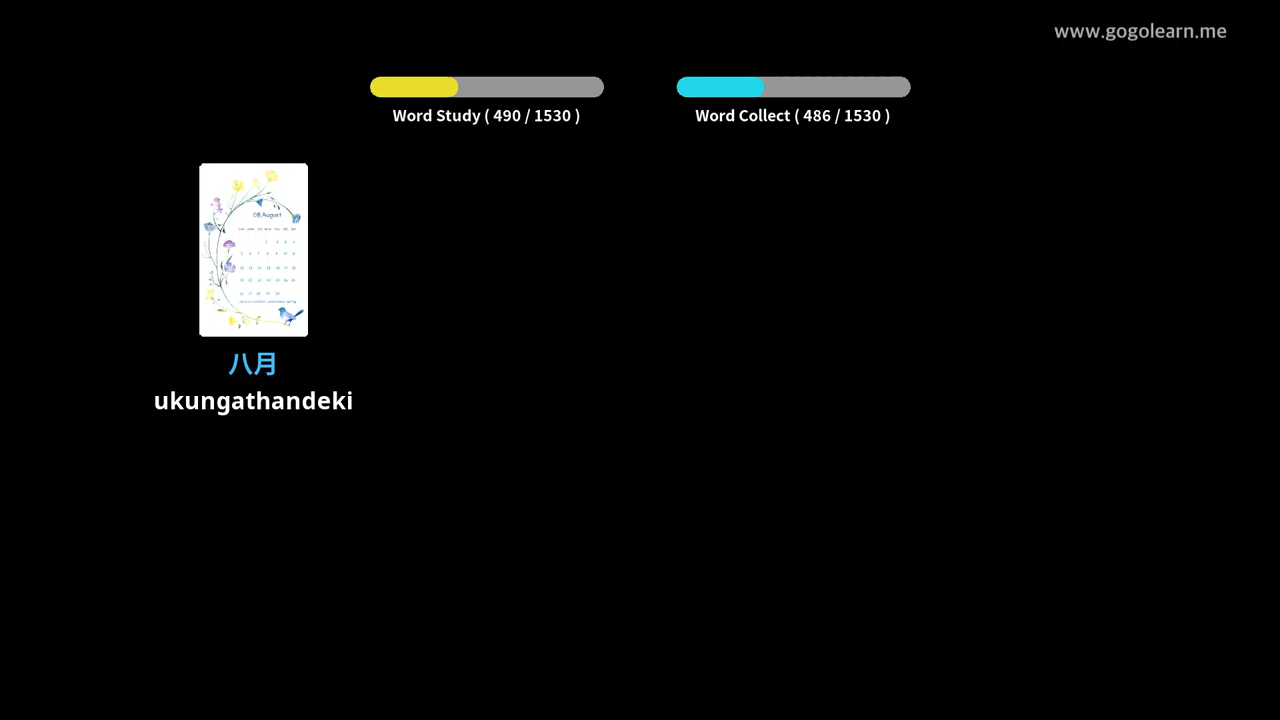 www.gogolearn.me
Word Study ( 490 / 1530 )
Word Collect ( 486 / 1530 )
08.August
八月
ukungathandeki